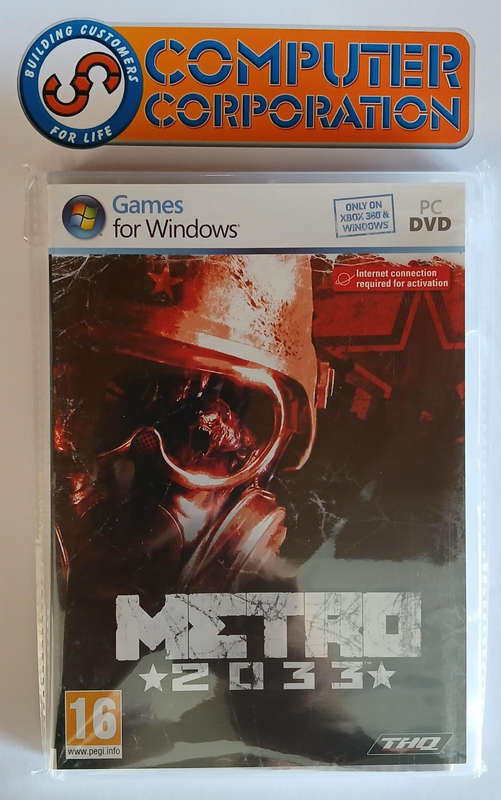 BUILDING CUSTOMERS
FOR LIFE
COMPUTER
CORPORATION
Games
for Windows®
ONLY ON
XBOX 360 &
WINDOWS
PC
DVD
Internet connection
required for activation
METRO
2033™
16
www.pegi.info
THQ